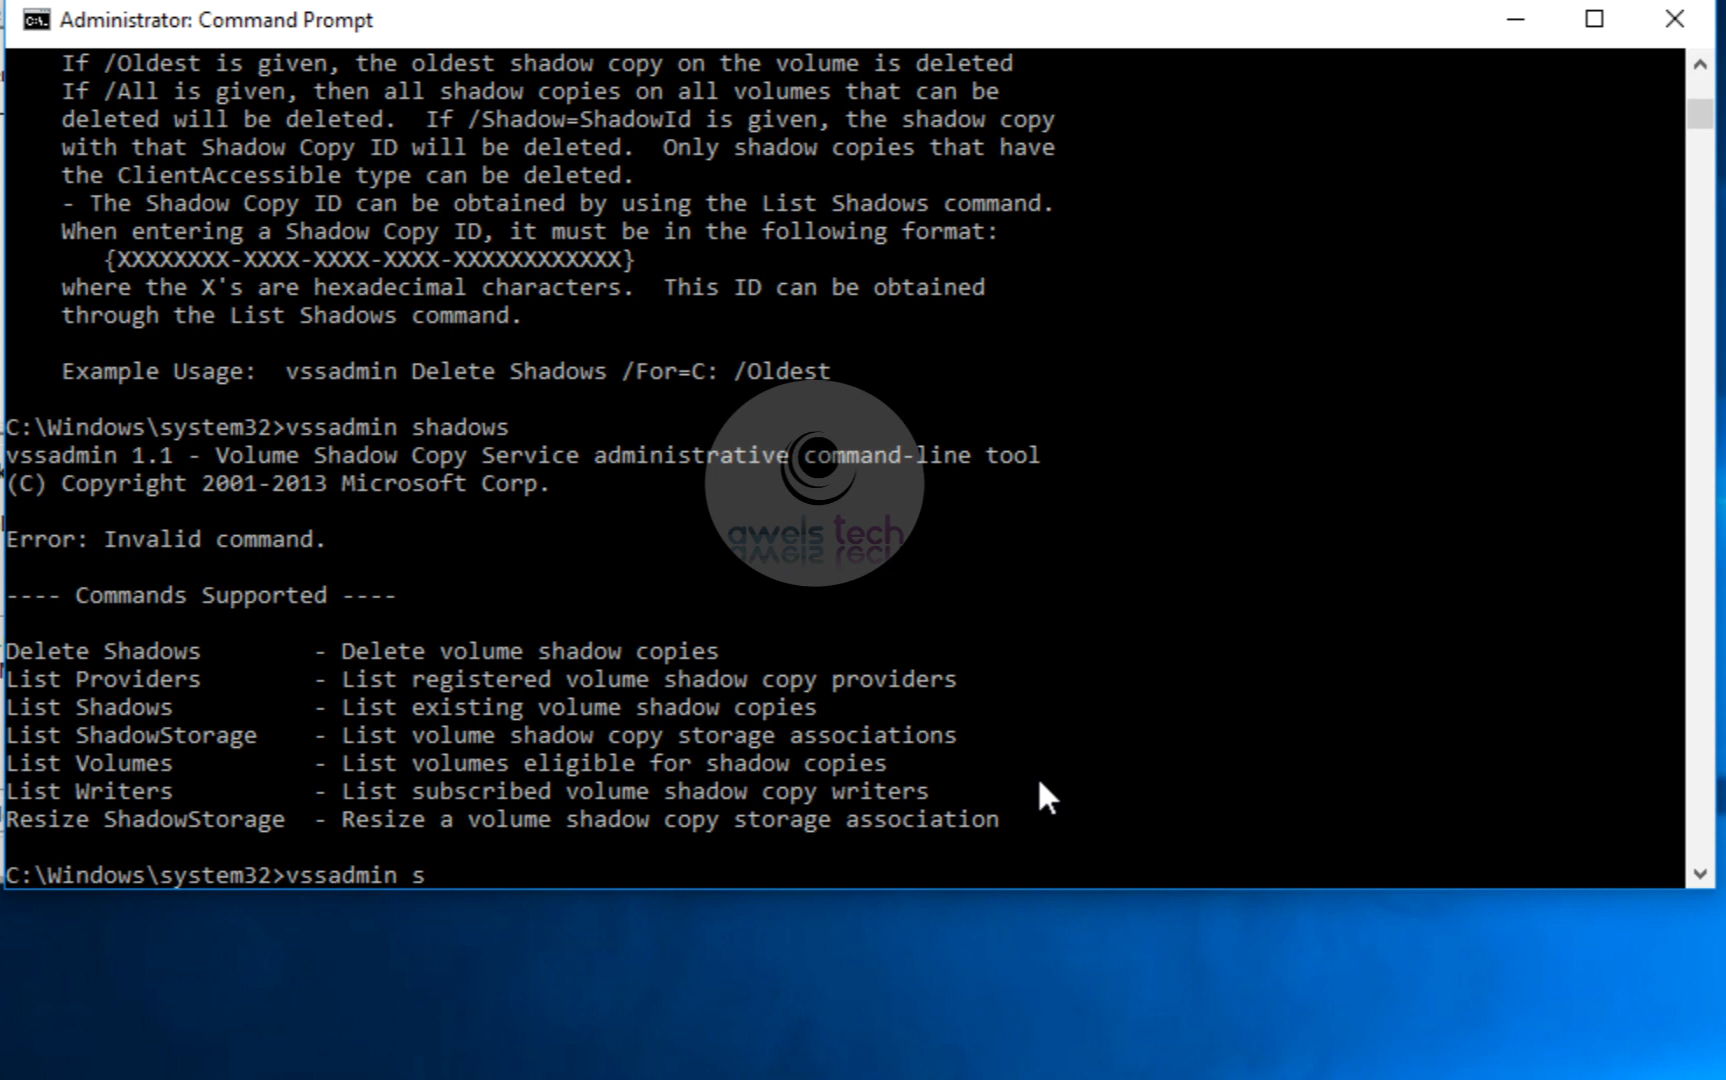 Administrator: Command Prompt
If /Oldest is given, the oldest shadow copy on the volume is deleted
If /All is given, then all shadow copies on all volumes that can be
deleted will be deleted.  If /Shadow=ShadowId is given, the shadow copy
with that Shadow Copy ID will be deleted.  Only shadow copies that have
the ClientAccessible type can be deleted.
- The Shadow Copy ID can be obtained by using the List Shadows command.
When entering a Shadow Copy ID, it must be in the following format:
{XXXXXXXX-XXXX-XXXX-XXXX-XXXXXXXXXXXX}
where the X's are hexadecimal characters.  This ID can be obtained
through the List Shadows command.
Example Usage:  vssadmin Delete Shadows /For=C: /Oldest
C:\Windows\system32>vssadmin shadows
vssadmin 1.1 - Volume Shadow Copy Service administrative command-line tool
(C) Copyright 2001-2013 Microsoft Corp.
awels tech
Error: Invalid command.
---- Commands Supported ----
Delete Shadows        - Delete volume shadow copies
List Providers        - List registered volume shadow copy providers
List Shadows          - List existing volume shadow copies
List ShadowStorage    - List volume shadow copy storage associations
List Volumes          - List volumes eligible for shadow copies
List Writers          - List subscribed volume shadow copy writers
Resize ShadowStorage  - Resize a volume shadow copy storage association
C:\Windows\system32>vssadmin s